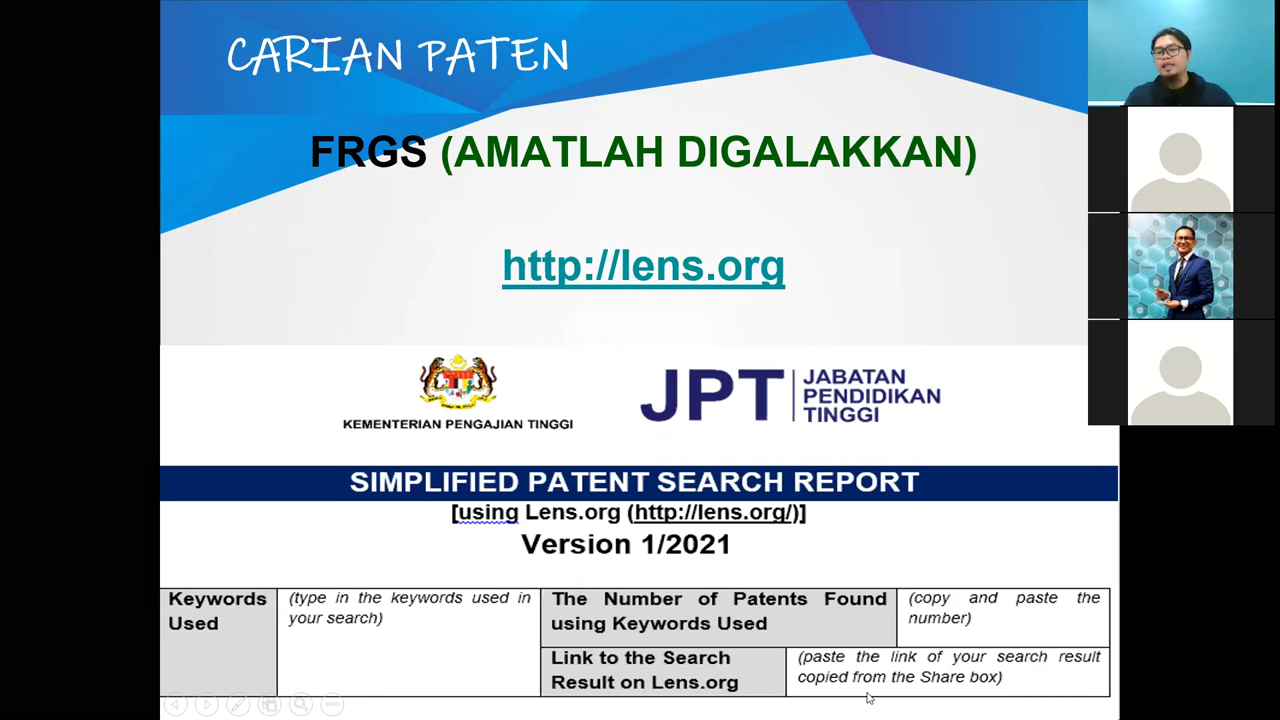 CARIAN PATEN
FRGS (AMATLAH DIGALAKKAN)
http://lens.org
KEMENTERIAN PENGAJIAN TINGGI
JPT
JABATAN
PENDIDIKAN
TINGGI
SIMPLIFIED PATENT SEARCH REPORT
[using Lens.org (http://lens.org/)]
Version 1/2021
Keywords
Used
(type in the keywords used in
your search)
The Number of Patents Found
using Keywords Used
(copy and paste the
number)
Link to the Search
Result on Lens.org
(paste the link of your search result
copied from the Share box)